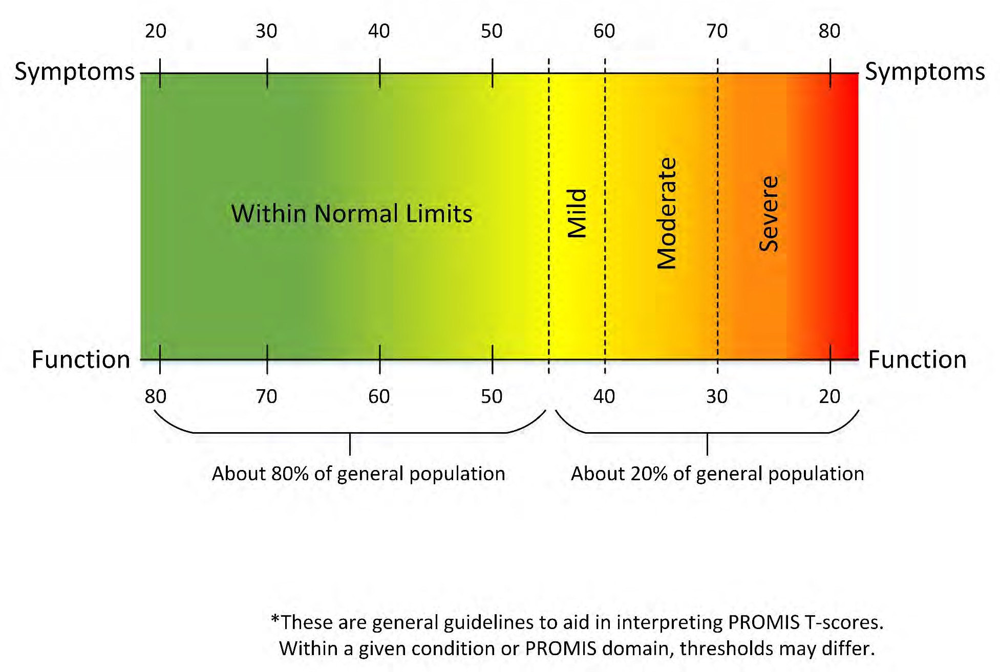 20 30 40 50 60 70 80
Symptoms Symptoms
Within Normal Limits Mild Moderate Severe
Function Function
80 70 60 50 40 30 20
About 80% of general population About 20% of general population
*These are general guidelines to aid in interpreting PROMIS T-scores.
Within a given condition or PROMIS domain, thresholds may differ.